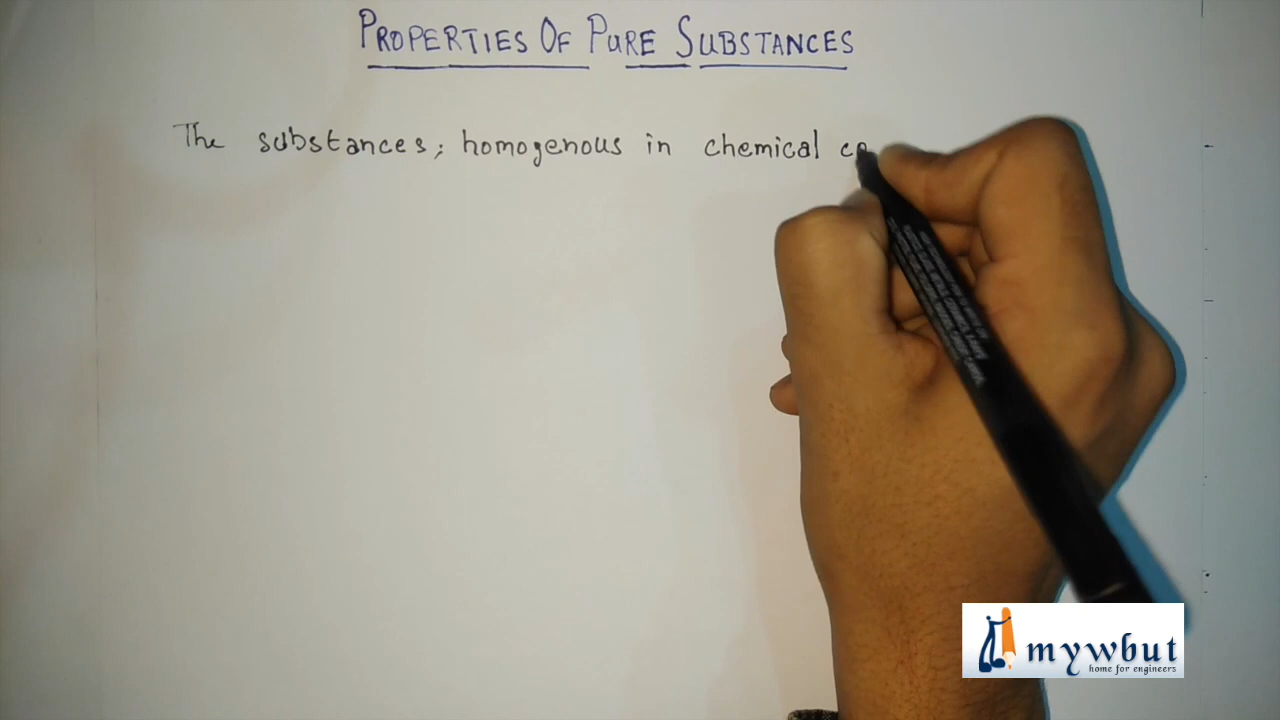 PROPERTIES OF PURE SUBSTANCES
The substances; homogenous in chemical co
mywbut
home for engineers